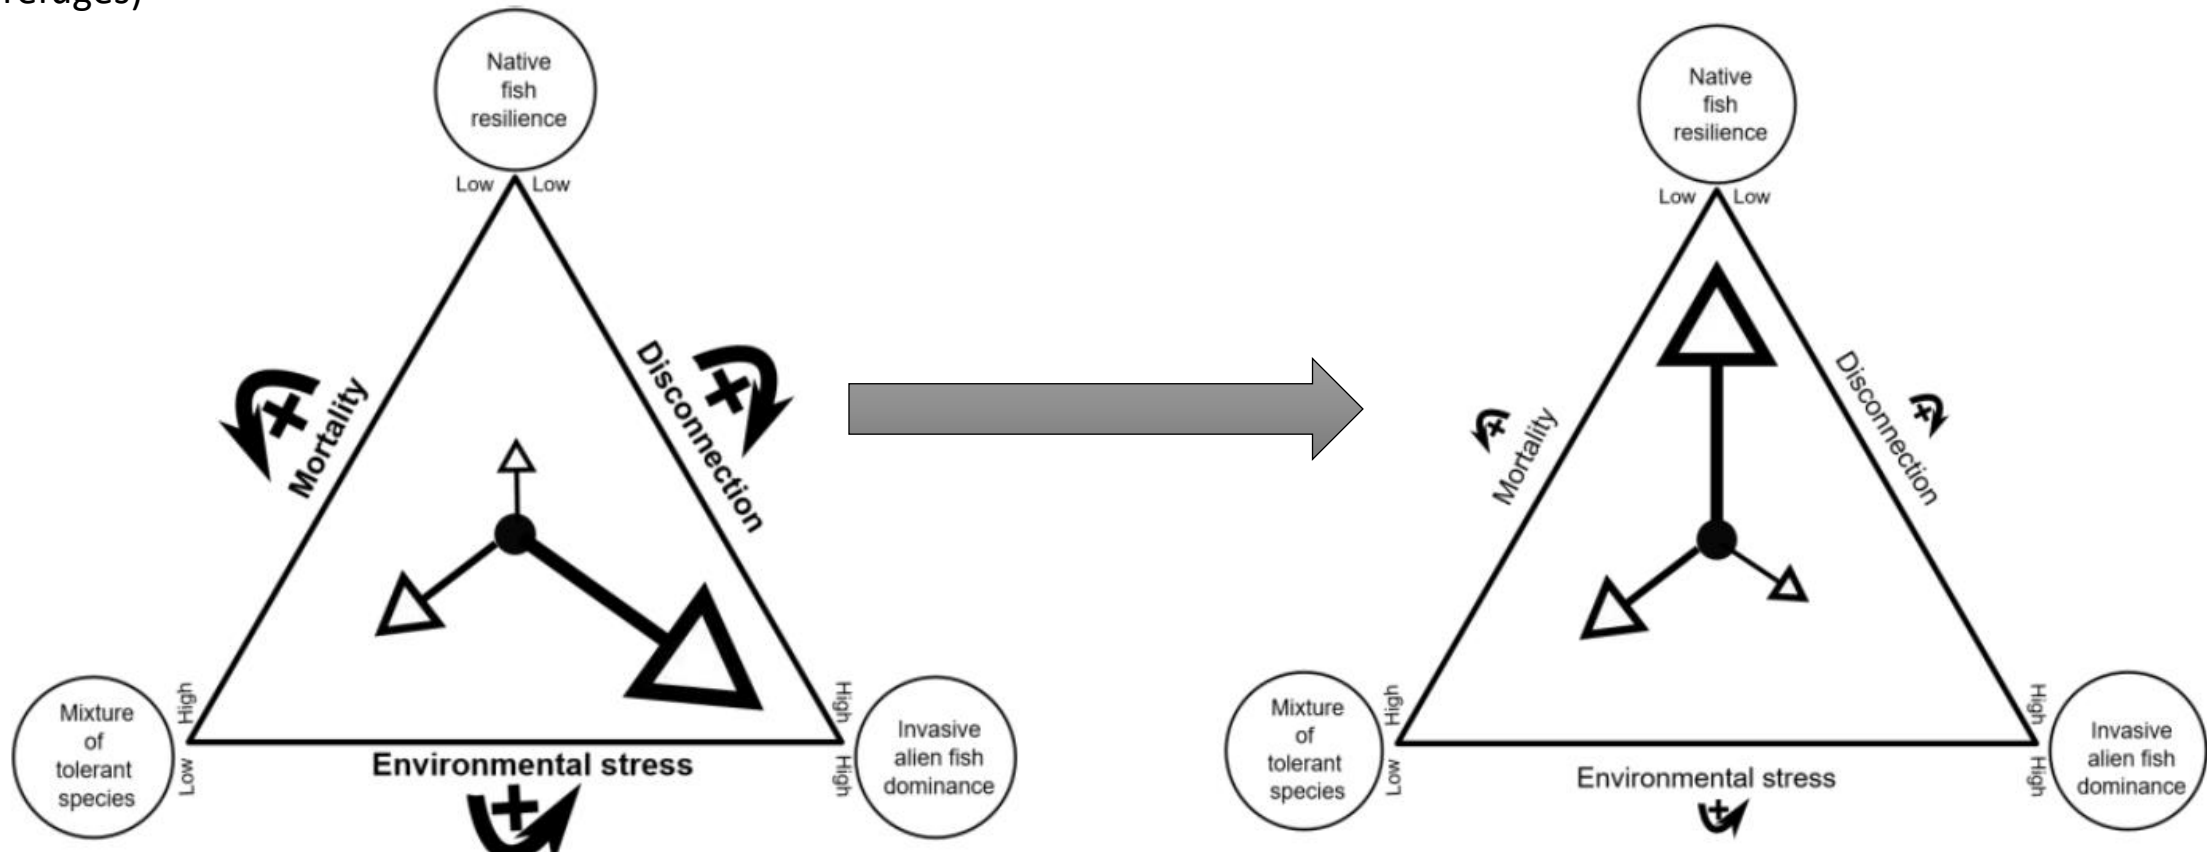 refuges)
Native
fish
resilience
Low Low
Mortality
Disconnection
+
+
High
High
Mixture
of
tolerant
species
Low
Environmental stress
+
High
Invasive
alien fish
dominance
Native
fish
resilience
Low Low
Mortality
Disconnection
+
+
High
High
Mixture
of
tolerant
species
Low
Environmental stress
+
High
Invasive
alien fish
dominance